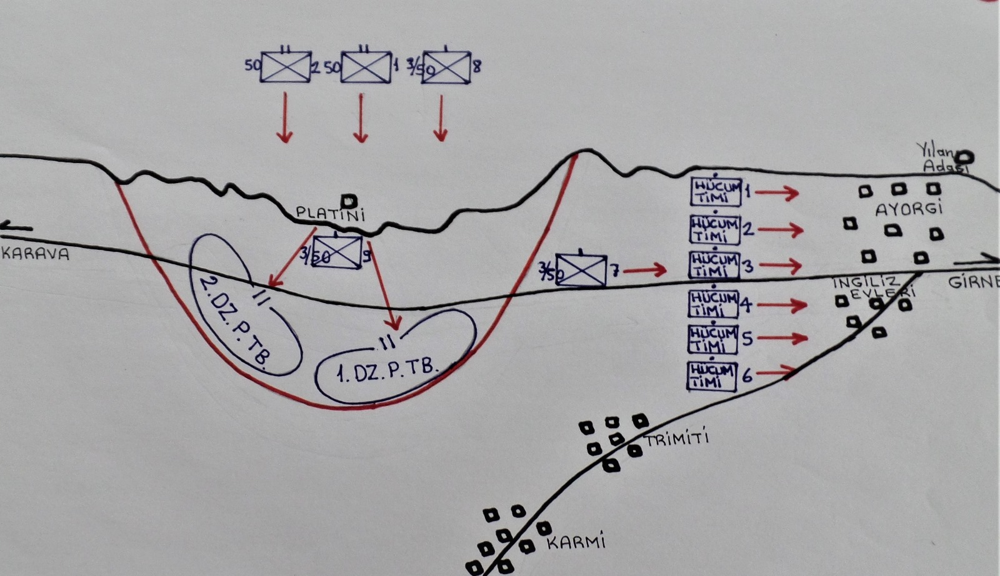 50 2
50 1
3/50 8
Yılan
Adası
PLATİNİ
KARAVA
3/50 9
2.DZ.P.TB.
1.DZ.P.TB.
3/50 7
HÜCUM
TİMİ 1
HÜCUM
TİMİ 2
HÜCUM
TİMİ 3
HÜCUM
TİMİ 4
HÜCUM
TİMİ 5
HÜCUM
TİMİ 6
AYORGİ
İNGİLİZ
EVLERİ
GİRNE
TRİMİTİ
KARMİ